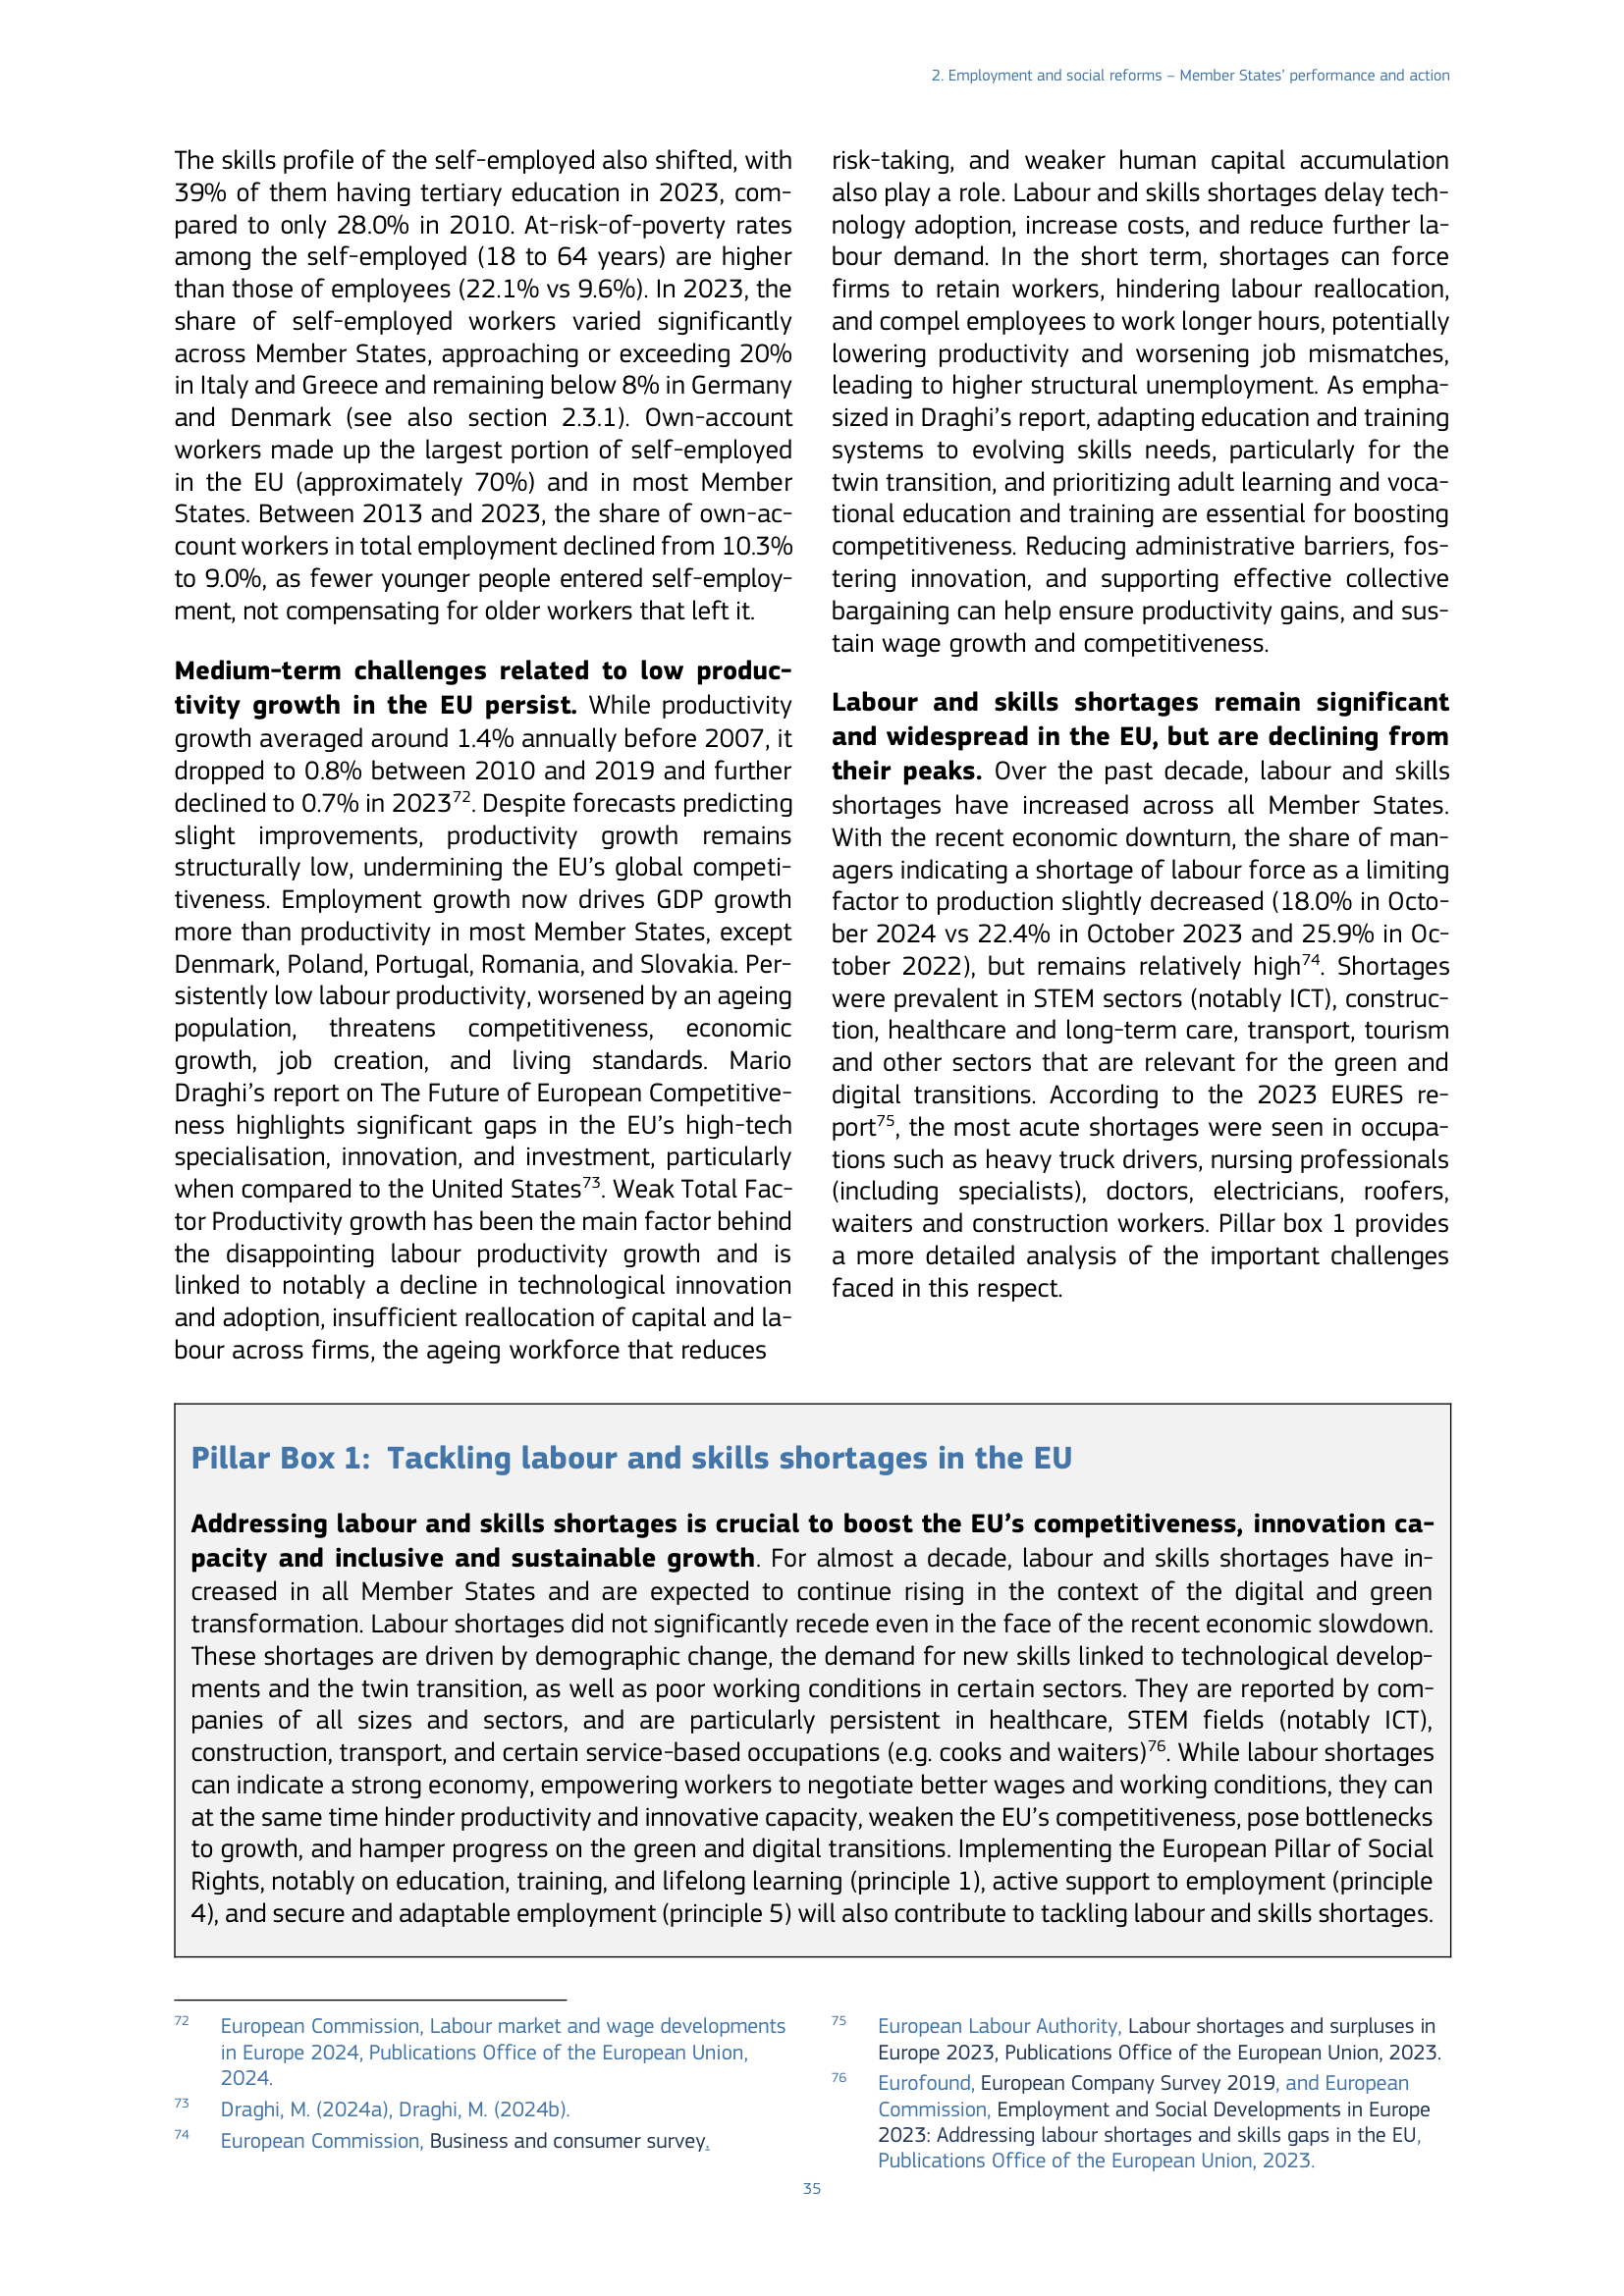 2. Employment and social reforms – Member States’ performance and action
The skills profile of the self-employed also shifted, with
39% of them having tertiary education in 2023, com-
pared to only 28.0% in 2010. At-risk-of-poverty rates
among the self-employed (18 to 64 years) are higher
than those of employees (22.1% vs 9.6%). In 2023, the
share of self-employed workers varied significantly
across Member States, approaching or exceeding 20%
in Italy and Greece and remaining below 8% in Germany
and Denmark (see also section 2.3.1). Own-account
workers made up the largest portion of self-employed
in the EU (approximately 70%) and in most Member
States. Between 2013 and 2023, the share of own-ac-
count workers in total employment declined from 10.3%
to 9.0%, as fewer younger people entered self-employ-
ment, not compensating for older workers that left it.
Medium-term challenges related to low produc-
tivity growth in the EU persist. While productivity
growth averaged around 1.4% annually before 2007, it
dropped to 0.8% between 2010 and 2019 and further
declined to 0.7% in 2023⁷². Despite forecasts predicting
slight improvements, productivity growth remains
structurally low, undermining the EU’s global competi-
tiveness. Employment growth now drives GDP growth
more than productivity in most Member States, except
Denmark, Poland, Portugal, Romania, and Slovakia. Per-
sistently low labour productivity, worsened by an ageing
population, threatens competitiveness, economic
growth, job creation, and living standards. Mario
Draghi’s report on The Future of European Competitive-
ness highlights significant gaps in the EU’s high-tech
specialisation, innovation, and investment, particularly
when compared to the United States⁷³. Weak Total Fac-
tor Productivity growth has been the main factor behind
the disappointing labour productivity growth and is
linked to notably a decline in technological innovation
and adoption, insufficient reallocation of capital and la-
bour across firms, the ageing workforce that reduces
risk-taking, and weaker human capital accumulation
also play a role. Labour and skills shortages delay tech-
nology adoption, increase costs, and reduce further la-
bour demand. In the short term, shortages can force
firms to retain workers, hindering labour reallocation,
and compel employees to work longer hours, potentially
lowering productivity and worsening job mismatches,
leading to higher structural unemployment. As empha-
sized in Draghi’s report, adapting education and training
systems to evolving skills needs, particularly for the
twin transition, and prioritizing adult learning and voca-
tional education and training are essential for boosting
competitiveness. Reducing administrative barriers, fos-
tering innovation, and supporting effective collective
bargaining can help ensure productivity gains, and sus-
tain wage growth and competitiveness.
Labour and skills shortages remain significant
and widespread in the EU, but are declining from
their peaks. Over the past decade, labour and skills
shortages have increased across all Member States.
With the recent economic downturn, the share of man-
agers indicating a shortage of labour force as a limiting
factor to production slightly decreased (18.0% in Octo-
ber 2024 vs 22.4% in October 2023 and 25.9% in Oc-
tober 2022), but remains relatively high⁷⁴. Shortages
were prevalent in STEM sectors (notably ICT), construc-
tion, healthcare and long-term care, transport, tourism
and other sectors that are relevant for the green and
digital transitions. According to the 2023 EURES re-
port⁷⁵, the most acute shortages were seen in occupa-
tions such as heavy truck drivers, nursing professionals
(including specialists), doctors, electricians, roofers,
waiters and construction workers. Pillar box 1 provides
a more detailed analysis of the important challenges
faced in this respect.
Pillar Box 1: Tackling labour and skills shortages in the EU
Addressing labour and skills shortages is crucial to boost the EU’s competitiveness, innovation ca-
pacity and inclusive and sustainable growth. For almost a decade, labour and skills shortages have in-
creased in all Member States and are expected to continue rising in the context of the digital and green
transformation. Labour shortages did not significantly recede even in the face of the recent economic slowdown.
These shortages are driven by demographic change, the demand for new skills linked to technological develop-
ments and the twin transition, as well as poor working conditions in certain sectors. They are reported by com-
panies of all sizes and sectors, and are particularly persistent in healthcare, STEM fields (notably ICT),
construction, transport, and certain service-based occupations (e.g. cooks and waiters)⁷⁶. While labour shortages
can indicate a strong economy, empowering workers to negotiate better wages and working conditions, they can
at the same time hinder productivity and innovative capacity, weaken the EU’s competitiveness, pose bottlenecks
to growth, and hamper progress on the green and digital transitions. Implementing the European Pillar of Social
Rights, notably on education, training, and lifelong learning (principle 1), active support to employment (principle
4), and secure and adaptable employment (principle 5) will also contribute to tackling labour and skills shortages.
72 European Commission, Labour market and wage developments
in Europe 2024, Publications Office of the European Union,
2024.
73 Draghi, M. (2024a), Draghi, M. (2024b).
74 European Commission, Business and consumer survey.
75 European Labour Authority, Labour shortages and surpluses in
Europe 2023, Publications Office of the European Union, 2023.
76 Eurofound, European Company Survey 2019, and European
Commission, Employment and Social Developments in Europe
2023: Addressing labour shortages and skills gaps in the EU,
Publications Office of the European Union, 2023.
35